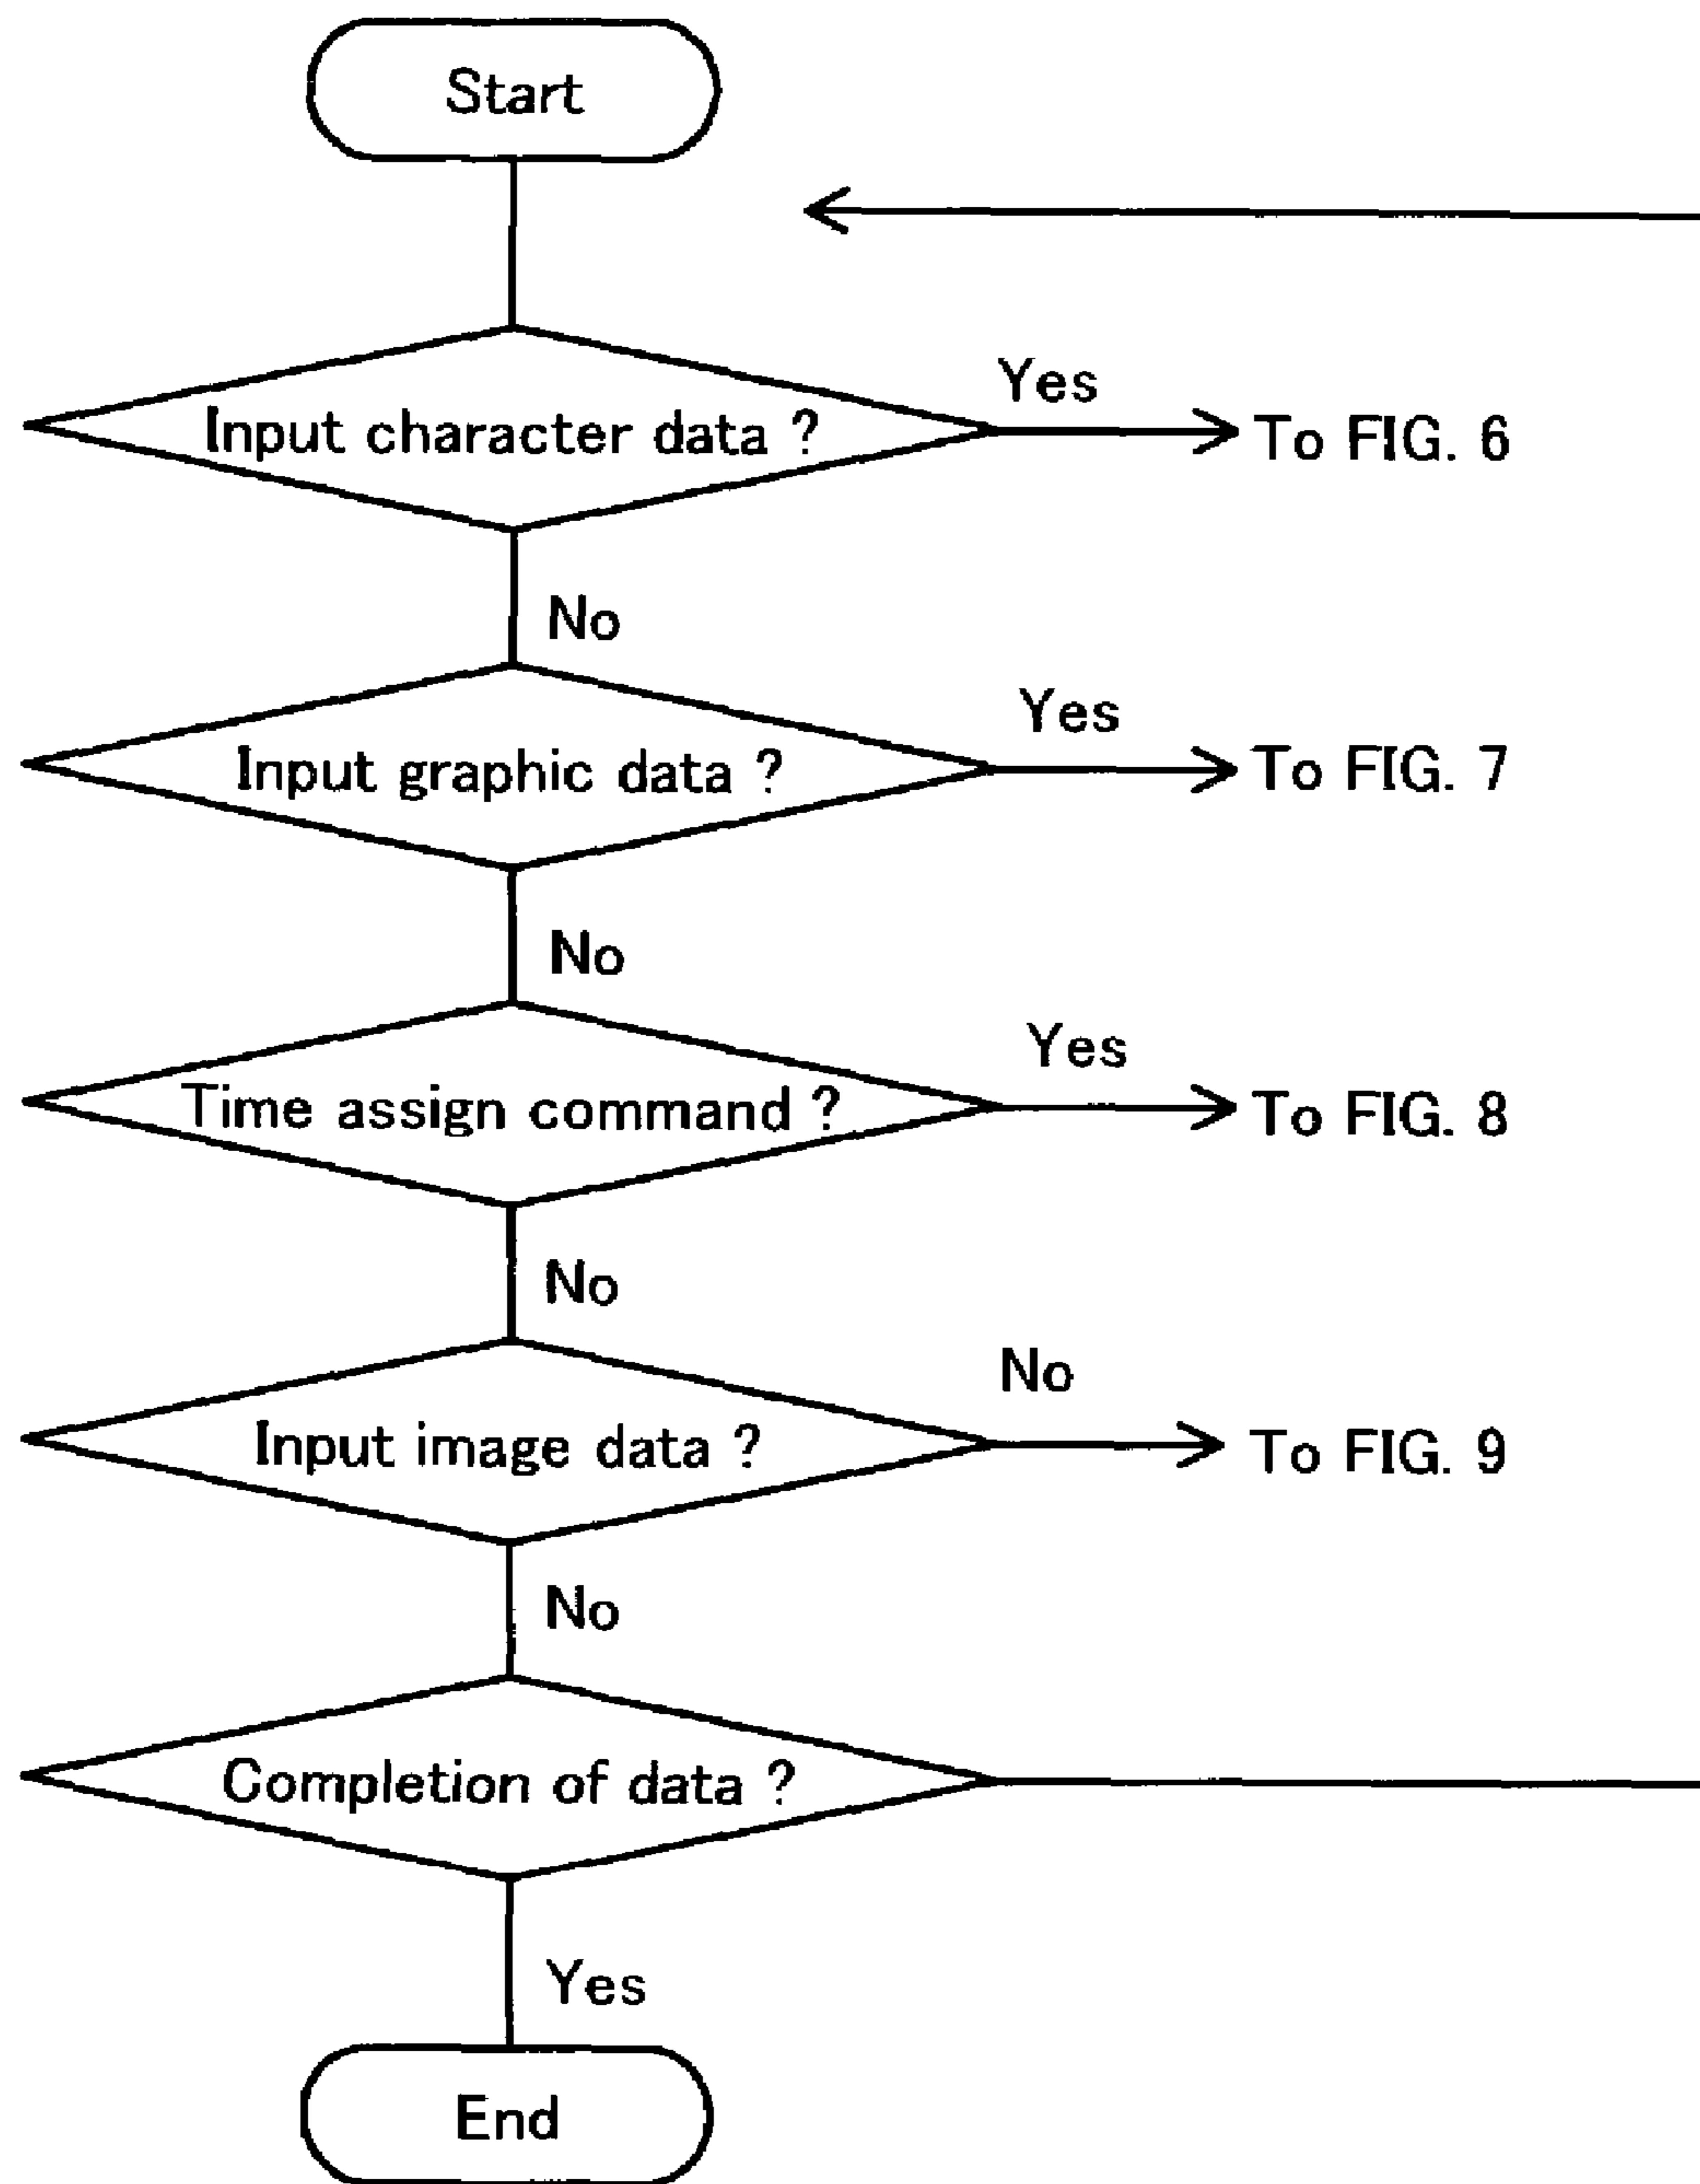 Start
Yes
Input character data ?
To FIG. 6
No
Yes
Input graphic data ?
To FIG. 7
No
Yes
Time assign command ?
To FIG. 8
No
No
Input image data ?
To FIG. 9
No
Completion of data ?
Yes
End